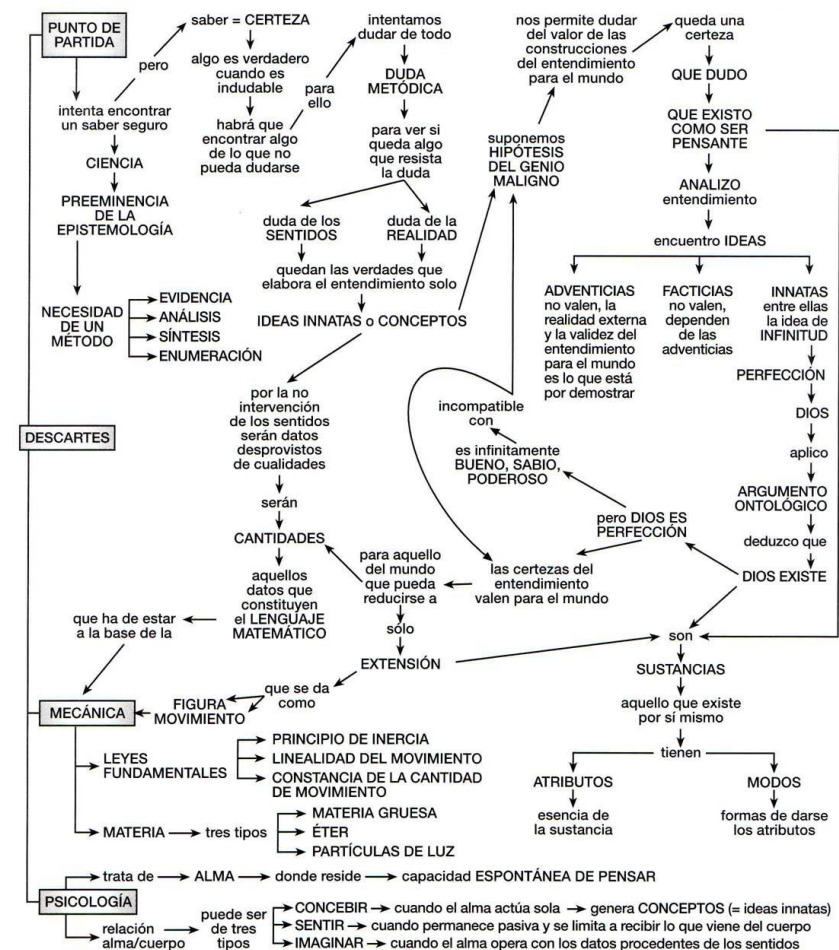 PUNTO DE
PARTIDA
pero
intenta encontrar
un saber seguro
CIENCIA
PREEMINENCIA
DE LA
EPISTEMOLOGÍA
NECESIDAD
DE UN
MÉTODO
EVIDENCIA
ANÁLISIS
SÍNTESIS
ENUMERACIÓN
saber = CERTEZA
algo es verdadero
cuando es
indudable
habrá que
encontrar algo
de lo que no
pueda dudarse
para
ello
intentamos
dudar de todo
DUDA
METÓDICA
para ver si
queda algo
que resista
la duda
duda de los
SENTIDOS
duda de la
REALIDAD
quedan las verdades que
elabora el entendimiento solo
IDEAS INNATAS o CONCEPTOS
suponemos
HIPÓTESIS
DEL GENIO
MALIGNO
nos permite dudar
del valor de las
construcciones
del entendimiento
para el mundo
queda una
certeza
QUE DUDO
QUE EXISTO
COMO SER
PENSANTE
ANALIZO
entendimiento
encuentro IDEAS
ADVENTICIAS
no valen, la
realidad externa
y la validez del
entendimiento
para el mundo
es lo que está
por demostrar
FACTICIAS
no valen,
dependen
de las
adventicias
INNATAS
entre ellas
la idea de
INFINITUD
PERFECCIÓN
DIOS
aplico
ARGUMENTO
ONTOLÓGICO
deduzco que
DIOS EXISTE
pero DIOS ES
PERFECCIÓN
es infinitamente
BUENO, SABIO,
PODEROSO
incompatible
con
las certezas del
entendimiento
valen para el mundo
para aquello
del mundo
que pueda
reducirse a
sólo
EXTENSIÓN
DESCARTES
por la no
intervención
de los sentidos
serán datos
desprovistos
de cualidades
serán
CANTIDADES
aquellos
datos que
constituyen
el LENGUAJE
MATEMÁTICO
que ha de estar
a la base de la
que se da
como
FIGURA
MOVIMIENTO
son
SUSTANCIAS
aquello que existe
por sí mismo
tienen
ATRIBUTOS
esencia de
la sustancia
MODOS
formas de darse
los atributos
MECÁNICA
LEYES
FUNDAMENTALES
PRINCIPIO DE INERCIA
LINEALIDAD DEL MOVIMIENTO
CONSTANCIA DE LA CANTIDAD
DE MOVIMIENTO
MATERIA
tres tipos
MATERIA GRUESA
ÉTER
PARTÍCULAS DE LUZ
PSICOLOGÍA
trata de
ALMA
donde reside
capacidad ESPONTÁNEA DE PENSAR
relación
alma/cuerpo
puede ser
de tres
tipos
CONCEBIR
cuando el alma actúa sola
genera CONCEPTOS (= ideas innatas)
SENTIR
cuando permanece pasiva y se limita a recibir lo que viene del cuerpo
IMAGINAR
cuando el alma opera con los datos procedentes de los sentidos